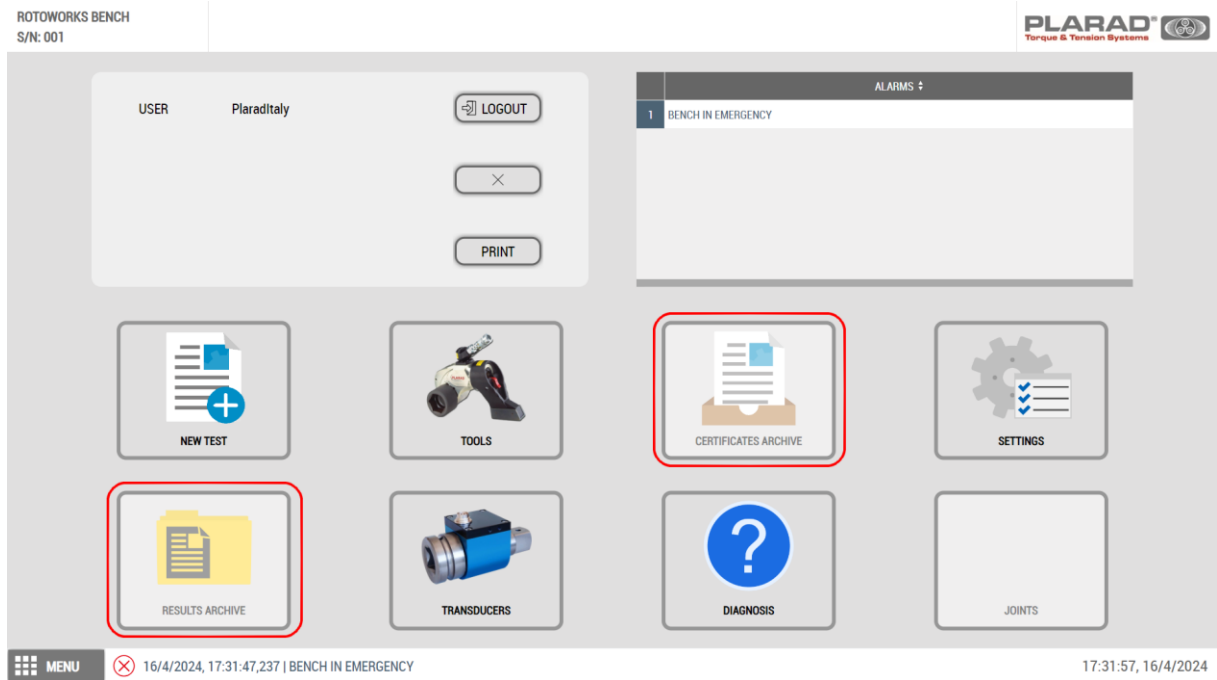 ROTOWORKS BENCH
S/N: 001
PLARAD®
Torque & Tension Systems
USER PlaradItaly
LOGOUT
PRINT
ALARMS
1 BENCH IN EMERGENCY
NEW TEST
TOOLS
CERTIFICATES ARCHIVE
SETTINGS
RESULTS ARCHIVE
TRANSDUCERS
DIAGNOSIS
JOINTS
MENU
16/4/2024, 17:31:47,237 | BENCH IN EMERGENCY
17:31:57, 16/4/2024